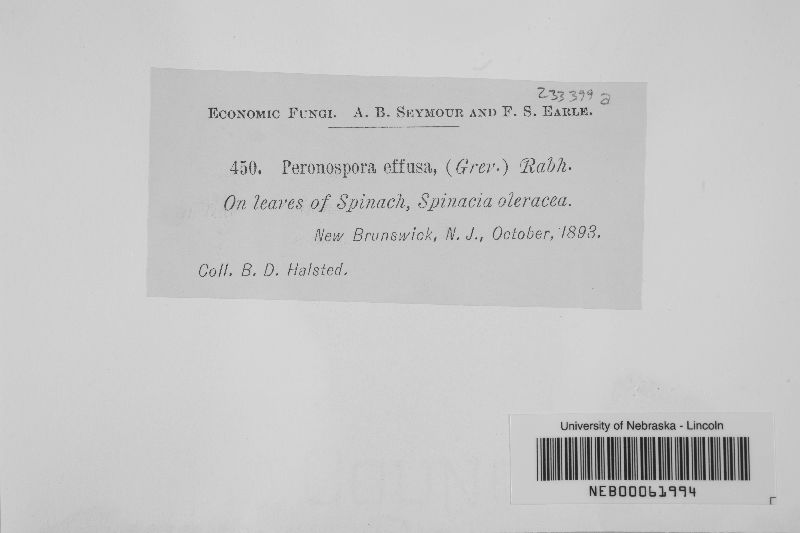 233399 a
ECONOMIC FUNGI. A. B. SEYMOUR AND F. S. EARLE.
450. Peronospora effusa, (Grev.) Rabh.
On leaves of Spinach, Spinacia oleracea.
New Brunswick, N. J., October, 1893.
Coll. B. D. Halsted.
University of Nebraska - Lincoln
NEB00061994